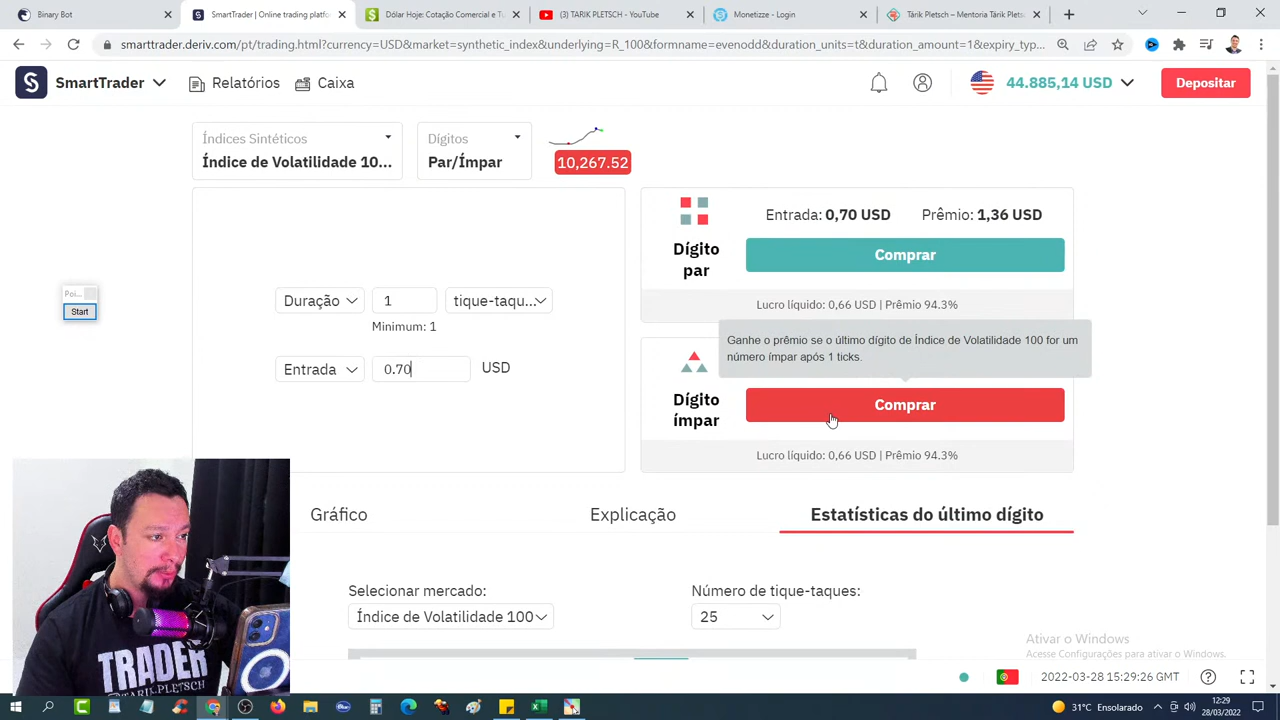 Binary Bot
SmartTrader | Online trading platfo
Dólar Hoje: Cotação Comercial e Tu
(3) TARIK PLETSCH - YouTube
Monetizze - Login
Tárik Pletsch – Mentoria Tárik Plets
smarttrader.deriv.com/pt/trading.html?currency=USD&market=synthetic_index&underlying=R_100&formname=evenodd&duration_units=t&duration_amount=1&expiry_typ...
SmartTrader
Relatórios
Caixa
44.885,14 USD
Depositar
Índices Sintéticos
Índice de Volatilidade 10...
Dígitos
Par/Ímpar
10,267.52
Entrada: 0,70 USD
Prêmio: 1,36 USD
Dígito par
Comprar
Lucro líquido: 0,66 USD | Prêmio 94.3%
Poi...
Start
Duração
1
tique-taqu...
Minimum: 1
Entrada
0.70
USD
Ganhe o prêmio se o último dígito de Índice de Volatilidade 100 for um
número ímpar após 1 ticks.
Dígito ímpar
Comprar
Lucro líquido: 0,66 USD | Prêmio 94.3%
Gráfico
Explicação
Estatísticas do último dígito
Selecionar mercado:
Índice de Volatilidade 100
Número de tique-taques:
25
TRADER
@TARIK.PLETSCH
Ativar o Windows
Acesse Configurações para ativar o Windows.
2022-03-28 15:29:26 GMT
31°C Ensolarado
12:29
28/03/2022